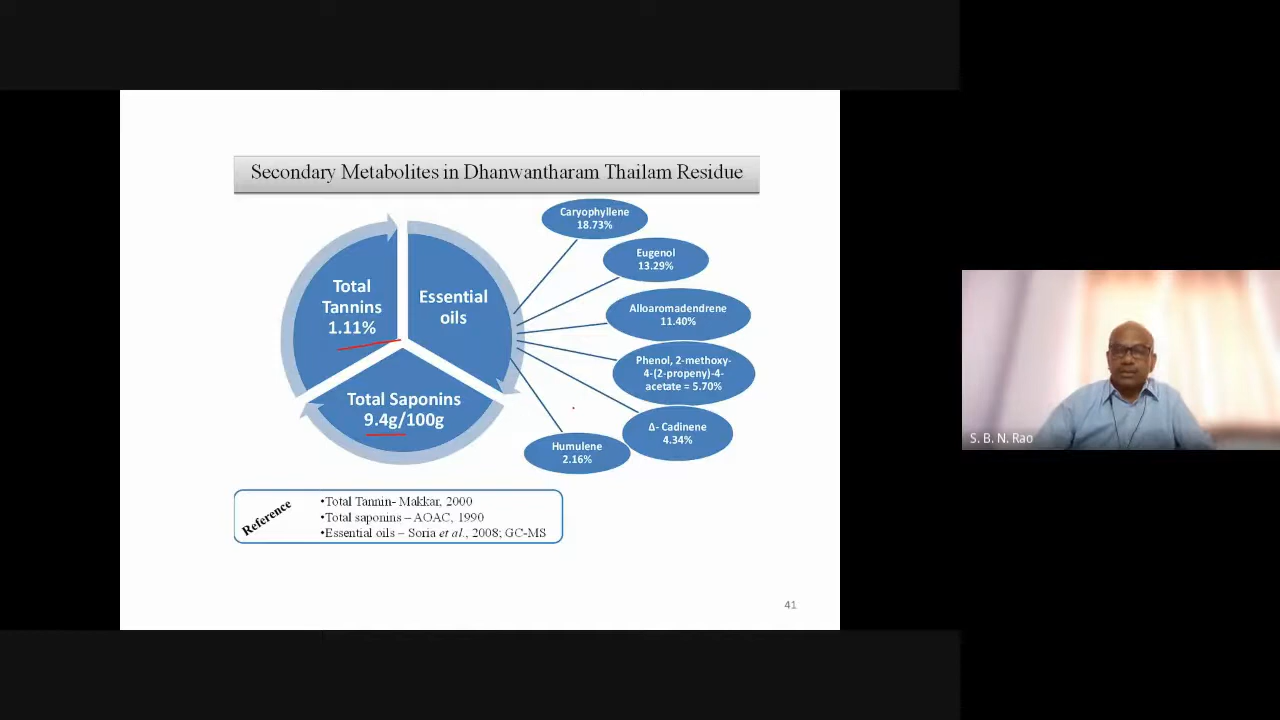 Secondary Metabolites in Dhanwantharam Thailam Residue
Total
Tannins
1.11%
Essential
oils
Total Saponins
9.4g/100g
Caryophyllene
18.73%
Eugenol
13.29%
Alloaromadendrene
11.40%
Phenol, 2-methoxy-
4-(2-propeny)-4-
acetate = 5.70%
Δ- Cadinene
4.34%
Humulene
2.16%
Reference
•Total Tannin- Makkar, 2000
•Total saponins – AOAC, 1990
•Essential oils – Soria et al., 2008; GC-MS
41
S. B. N. Rao